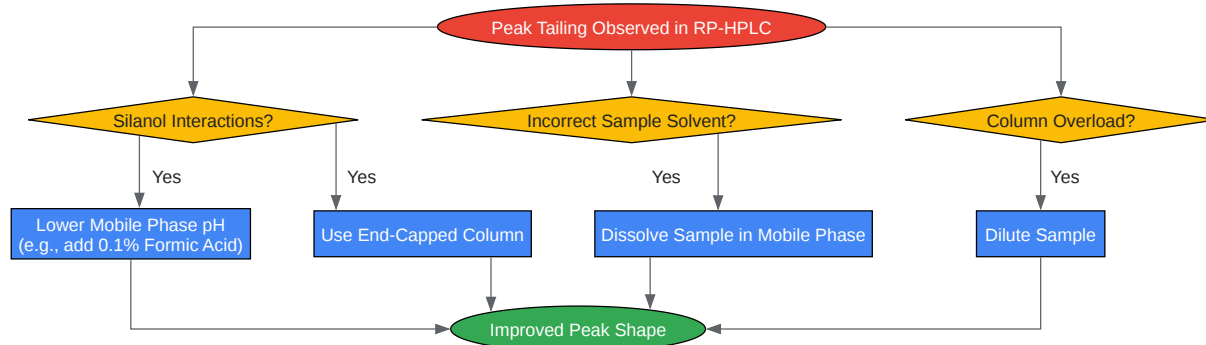 Peak Tailing Observed in RP-HPLC
Silanol Interactions?
Incorrect Sample Solvent?
Column Overload?
Yes
Yes
Yes
Yes
Lower Mobile Phase pH
(e.g., add 0.1% Formic Acid)
Use End-Capped Column
Dissolve Sample in Mobile Phase
Dilute Sample
Improved Peak Shape